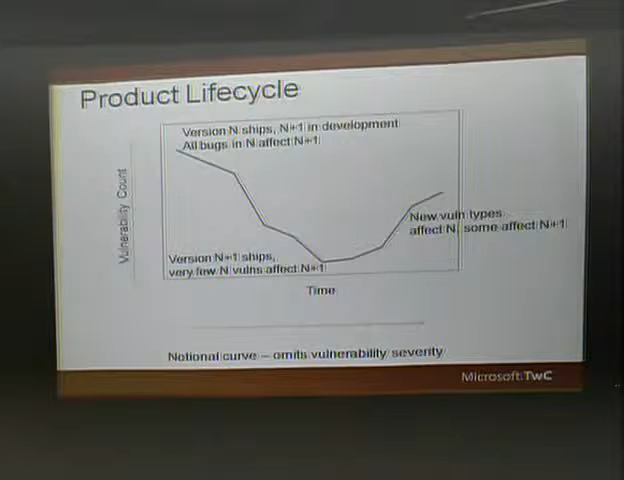 Product Lifecycle
Version N ships, N+1 in development
All bugs in N affect N+1
Vulnerability Count
New vuln types
affect N, some affect N+1
Version N+1 ships,
very few N vulns affect N+1
Time
Notional curve – omits vulnerability severity
Microsoft TwC